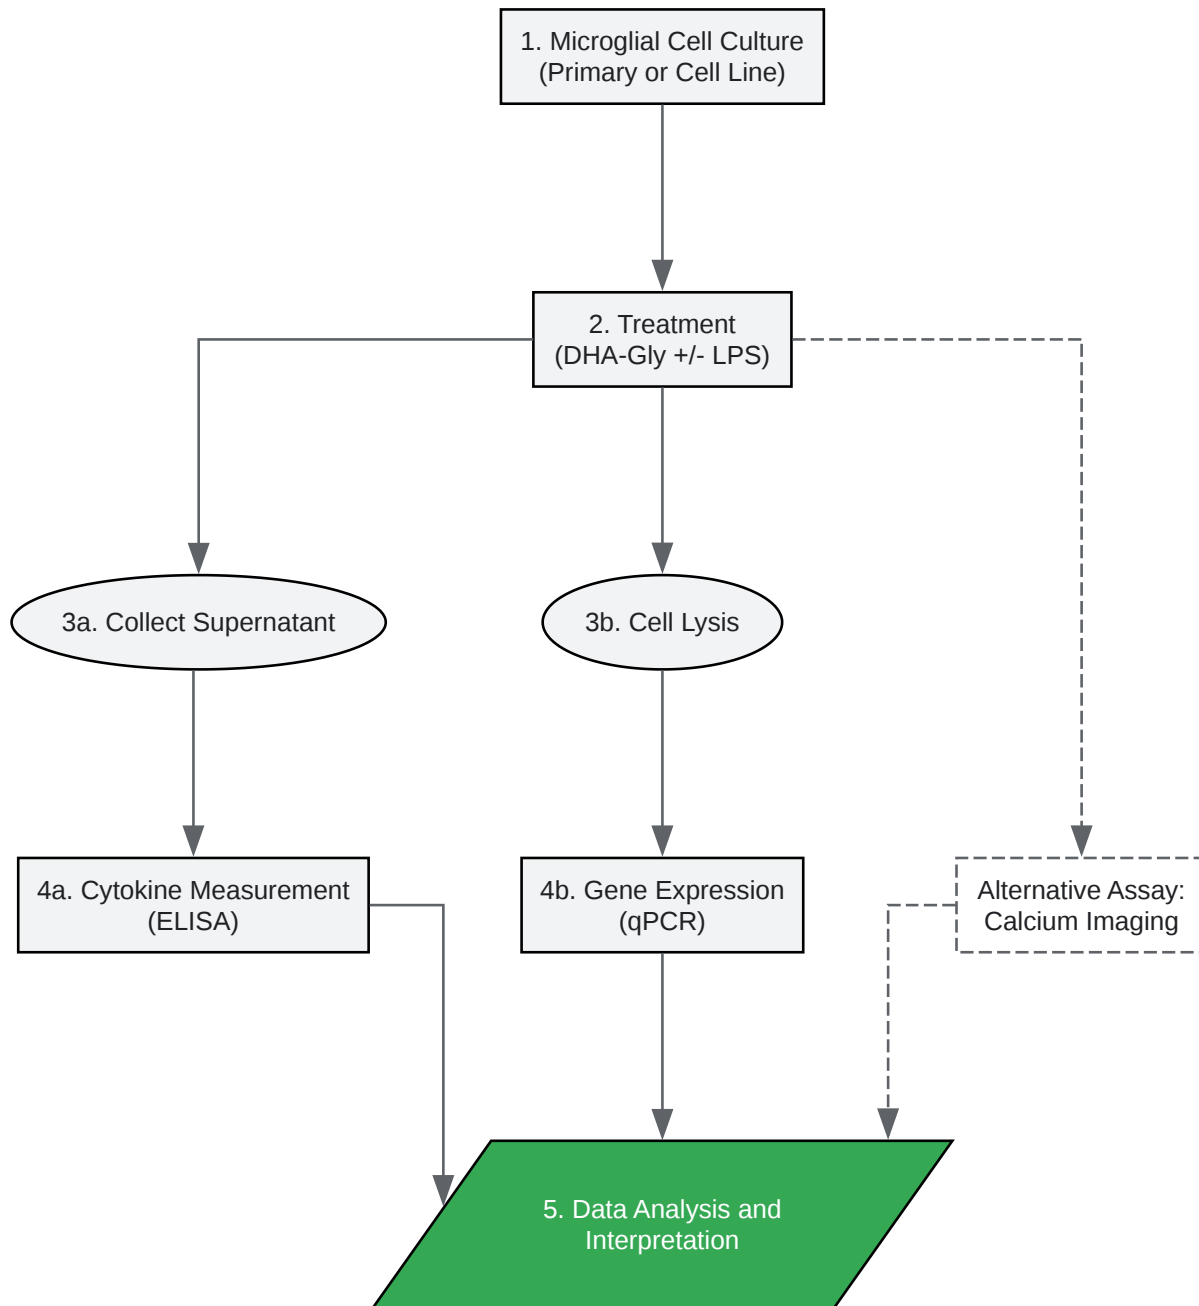 1. Microglial Cell Culture
(Primary or Cell Line)
2. Treatment
(DHA-Gly +/- LPS)
3a. Collect Supernatant
3b. Cell Lysis
4a. Cytokine Measurement
(ELISA)
4b. Gene Expression
(qPCR)
Alternative Assay:
Calcium Imaging
5. Data Analysis and
Interpretation